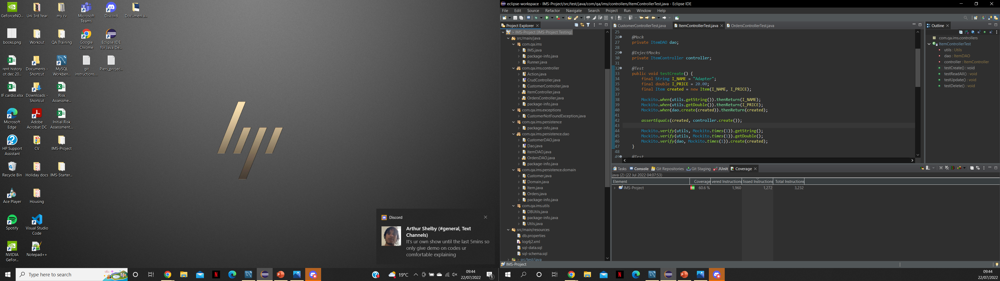 GeForceNO...
Uni 3rd Year
my cv
Microsoft
Teams
Discord
Documenta...
books.png
Workout
QA Training
Google
Chrome
Eclipse IDE
for Java De...
rent history
ot dec 20...
Documents -
Shortcut
MySQL
Workben...
git
instructions....
Piers_projec...
IF cardio.xlsx
Downloads -
Shortcut
Risk
Assessme...
Microsoft
Edge
Adobe
Acrobat DC
Initial Risk
Assessment....
HP Support
Assistant
CV
IMS-Project
Recycle Bin
Holiday docs
IMS-Starter...
Ace Player
Housing
Spotify
Visual Studio
Code
NVIDIA
GeFor...
Notepad++
Discord
Arthur Shelby (#general, Text
Channels)
It's ur own show until the last 5mins so
only give demo on codes ur
comfortable explaining
Type here to search
19°C
09:44
22/07/2022
1
eclipse-workspace - IMS-Project/src/test/java/com/qa/ims/controllers/ItemControllerTest.java - Eclipse IDE
File Edit Source Refactor Navigate Search Project Run Window Help
Project Explorer
> IMS-Project [IMS-Project Testing]
src/main/java
com.qa.ims
IMS.java
package-info.java
Runner.java
com.qa.ims.controller
Action.java
CrudController.java
CustomerController.java
ItemController.java
OrdersController.java
package-info.java
com.qa.ims.exceptions
CustomerNotFoundException.java
com.qa.ims.persistence
package-info.java
com.qa.ims.persistence.dao
CustomerDAO.java
Dao.java
ItemDAO.java
OrdersDAO.java
package-info.java
com.qa.ims.persistence.domain
Customer.java
Domain.java
Item.java
Orders.java
package-info.java
com.qa.ims.utils
DBUtils.java
package-info.java
Utils.java
src/main/resources
db.properties
log4j2.xml
sql-data.sql
sql-schema.sql
> src/test/java
IMS-Project
CustomerControllerTest.java ItemControllerTest.java OrdersControllerTest.java
25
26 @Mock
27 private ItemDAO dao;
28
29 @InjectMocks
30 private ItemController controller;
31
32 @Test
33 public void testCreate() {
34 final String I_NAME = "Adapter";
35 final double I_PRICE = 20.00;
36 final Item created = new Item(I_NAME, I_PRICE);
37
38 Mockito.when(utils.getString()).thenReturn(I_NAME);
39 Mockito.when(utils.getDouble()).thenReturn(I_PRICE);
40 Mockito.when(dao.create(created)).thenReturn(created);
41
42 assertEquals(created, controller.create());
43
44 Mockito.verify(utils, Mockito.times(1)).getString();
45 Mockito.verify(utils, Mockito.times(1)).getDouble();
46 Mockito.verify(dao, Mockito.times(1)).create(created);
47 }
48
49 @Test
Tasks Console Git Repositories Git Staging JUnit Coverage
java (2) (22 Jul 2022 04:07:53)
Element Coverage vered Instructions lissed Instructions Total Instructions
IMS-Project 60.6 % 1,960 1,272 3,232
Outline
com.qa.ims.controllers
ItemControllerTest
utils : Utils
dao : ItemDAO
controller : ItemController
testCreate() : void
testReadAll() : void
testUpdate() : void
testDelete() : void
09:44
22/07/2022